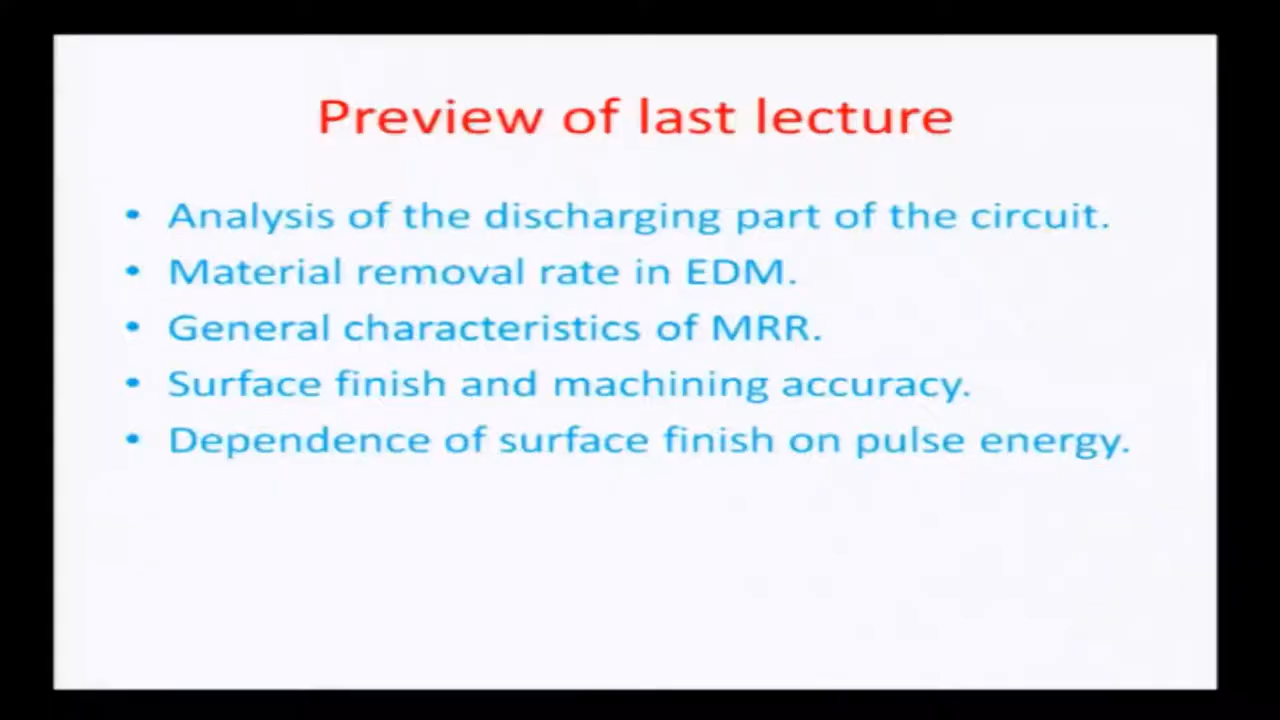 Preview of last lecture
• Analysis of the discharging part of the circuit.
• Material removal rate in EDM.
• General characteristics of MRR.
• Surface finish and machining accuracy.
• Dependence of surface finish on pulse energy.